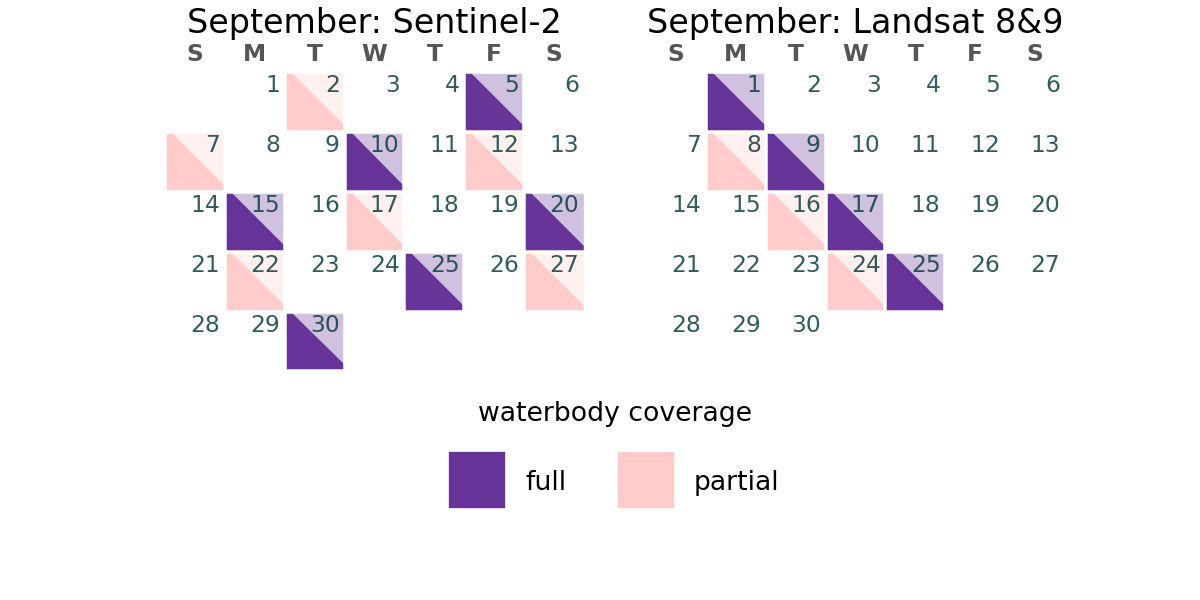 September: Sentinel-2
S M T W T F S
1 2 3 4 5 6
7 8 9 10 11 12 13
14 15 16 17 18 19 20
21 22 23 24 25 26 27
28 29 30
September: Landsat 8&9
S M T W T F S
1 2 3 4 5 6
7 8 9 10 11 12 13
14 15 16 17 18 19 20
21 22 23 24 25 26 27
28 29 30
waterbody coverage
full partial